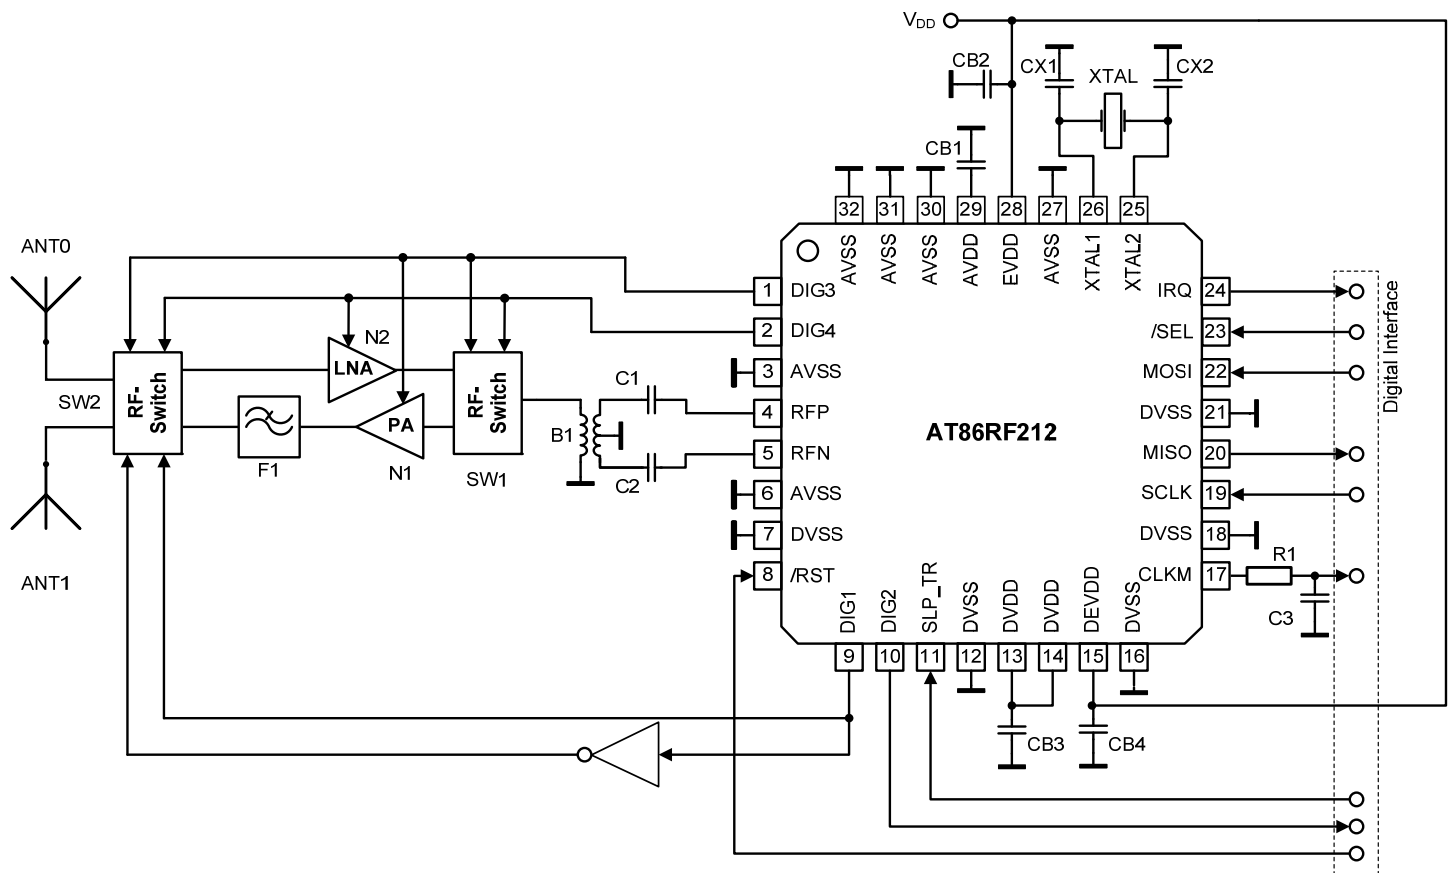 V_DD
CB2
CX1
XTAL
CX2
CB1
32
31
30
29
28
27
26
25
AVSS
AVSS
AVSS
AVDD
EVDD
AVSS
XTAL1
XTAL2
ANT0
1
DIG3
2
DIG4
3
AVSS
4
RFP
5
RFN
6
AVSS
7
DVSS
8
/RST
IRQ
24
/SEL
23
MOSI
22
DVSS
21
MISO
20
SCLK
19
DVSS
18
CLKM
17
AT86RF212
Digital Interface
N2
LNA
PA
N1
SW2
RF-
Switch
RF-
Switch
SW1
F1
B1
C1
C2
ANT1
R1
C3
DIG1
DIG2
SLP_TR
DVSS
DVDD
DVDD
DEVDD
DVSS
9
10
11
12
13
14
15
16
CB3
CB4